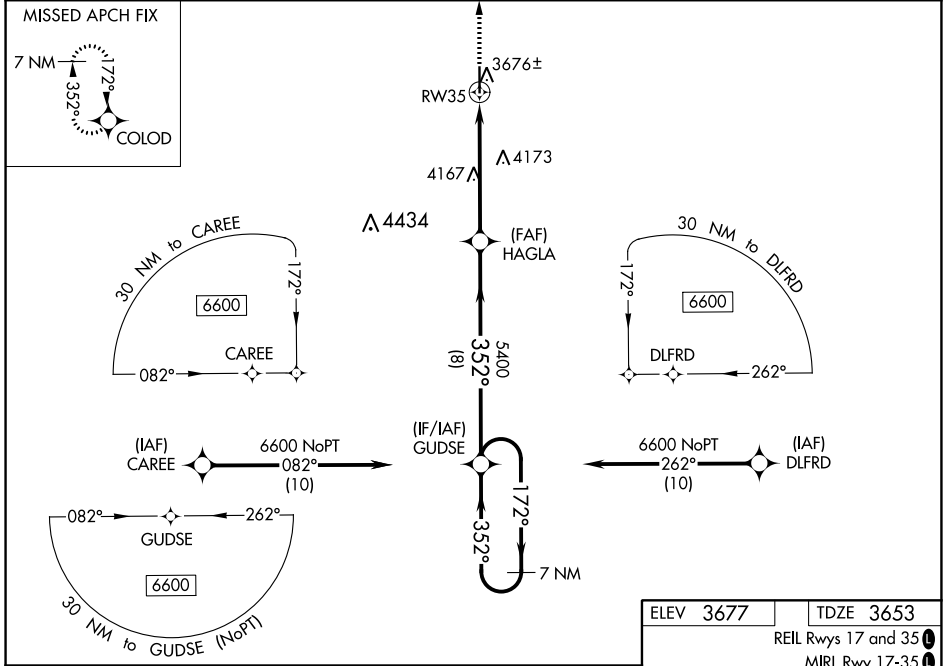 MISSED APCH FIX
7 NM
172°
352°
COLOD
3676±
RW35
4173
4167
4434
(FAF)
HAGLA
30 NM to CAREE
172°
6600
CAREE
082°
30 NM to DLFRD
172°
6600
DLFRD
262°
5400
352°
(8)
(IF/IAF)
GUDSE
(IAF)
CAREE
6600 NoPT
082°
(10)
6600 NoPT
262°
(10)
(IAF)
DLFRD
172°
352°
7 NM
082°
262°
GUDSE
6600
30 NM to GUDSE (NoPT)
ELEV 3677
TDZE 3653
REIL Rwys 17 and 35 L
MIRL Rwy 17-35 L